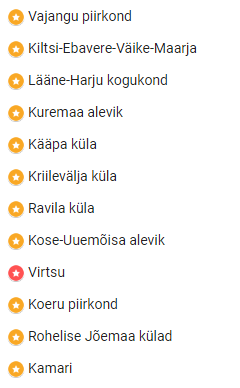 Vajangu piirkond
Kiltsi-Ebavere-Väike-Maarja
Lääne-Harju kogukond
Kuremaa alevik
Kääpa küla
Kriilevälja küla
Ravila küla
Kose-Uuemõisa alevik
Virtsu
Koeru piirkond
Rohelise Jõemaa külad
Kamari